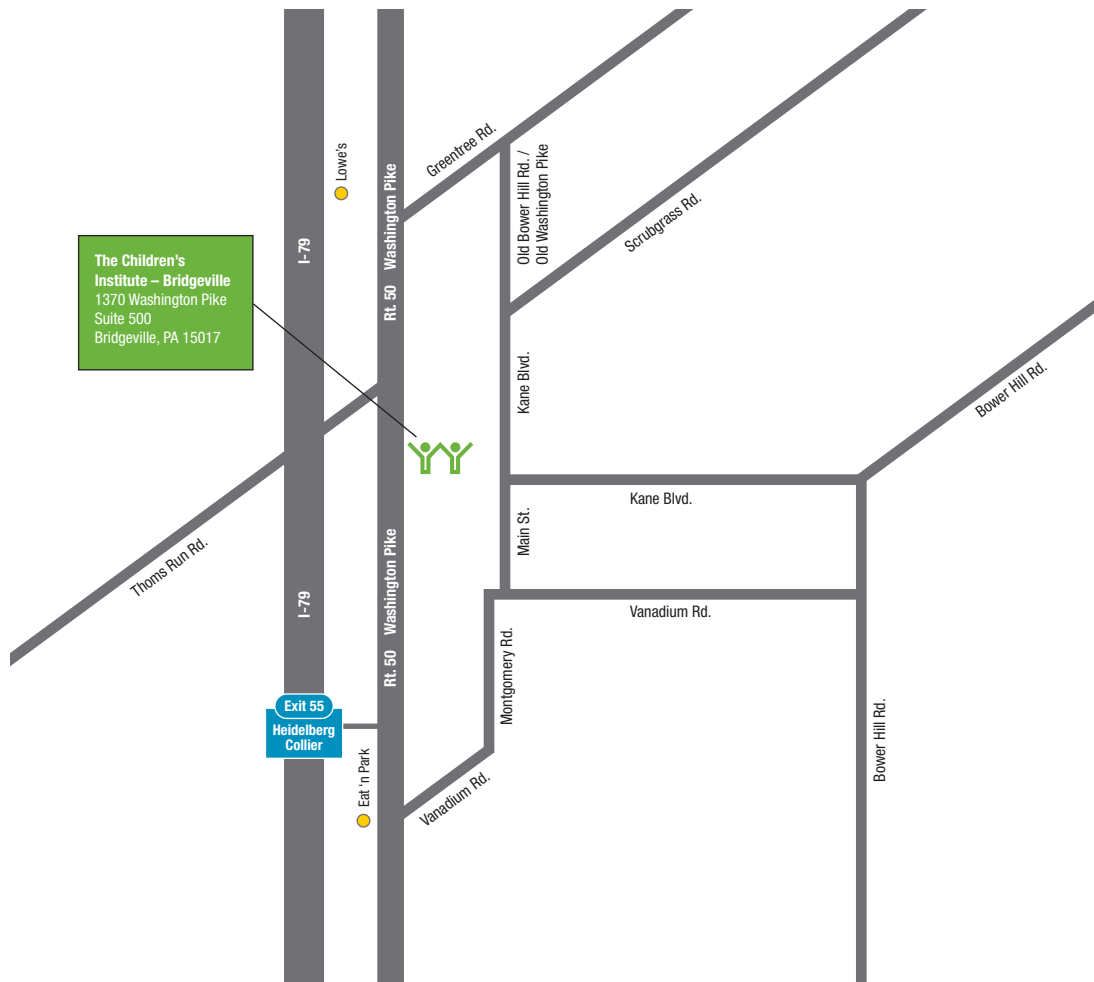 Lowe's
Greentree Rd.
Old Bower Hill Rd. /
Old Washington Pike
Scrubgrass Rd.
I-79
Rt. 50 Washington Pike
The Children's
Institute – Bridgeville
1370 Washington Pike
Suite 500
Bridgeville, PA 15017
Kane Blvd.
Bower Hill Rd.
Kane Blvd.
Main St.
Thoms Run Rd.
I-79
Rt. 50 Washington Pike
Vanadium Rd.
Montgomery Rd.
Exit 55
Heidelberg
Collier
Bower Hill Rd.
Eat ‘n Park
Vanadium Rd.